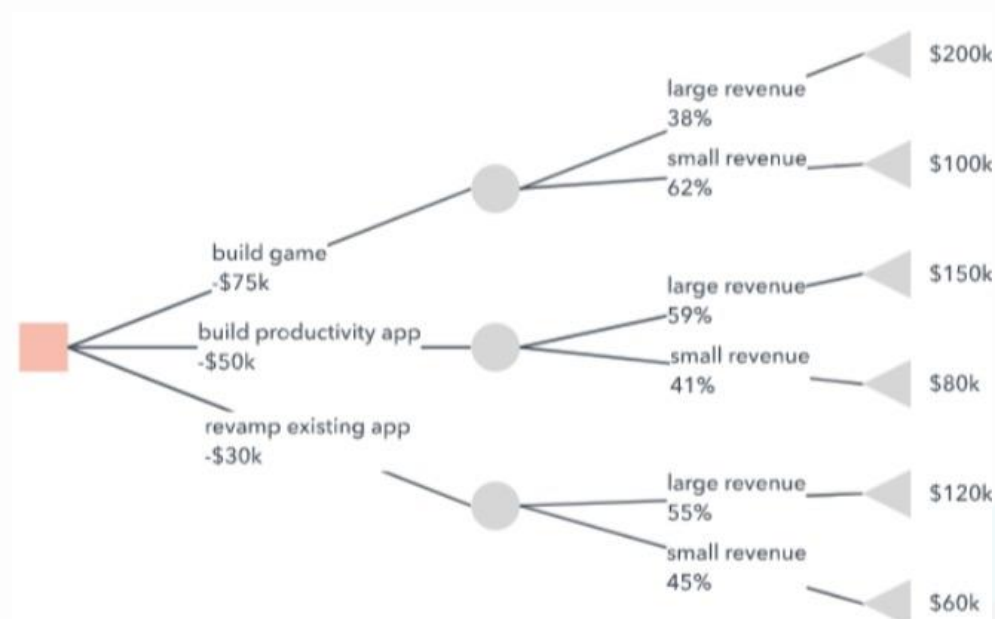 $200k
large revenue
38%
small revenue
62%
$100k
build game
-$75k
large revenue
59%
$150k
build productivity app
-$50k
small revenue
41%
$80k
revamp existing app
-$30k
large revenue
55%
$120k
small revenue
45%
$60k